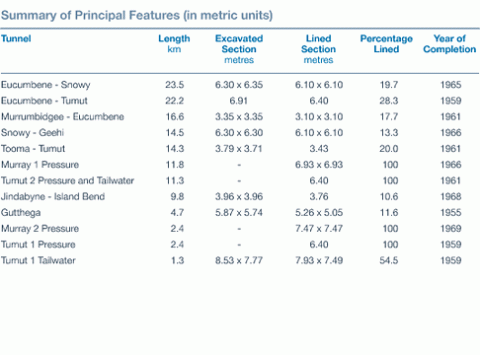 Summary of Principal Features (in metric units)
Tunnel Length Excavated Lined Percentage Year of
km Section Section Lined Completion
metres metres
Eucumbene - Snowy 23.5 6.30 x 6.35 6.10 x 6.10 19.7 1965
Eucumbene - Tumut 22.2 6.91 6.40 28.3 1959
Murrumbidgee - Eucumbene 16.6 3.35 x 3.35 3.10 x 3.10 17.7 1961
Snowy - Geehi 14.5 6.30 x 6.30 6.10 x 6.10 13.3 1966
Tooma - Tumut 14.3 3.79 x 3.71 3.43 20.0 1961
Murray 1 Pressure 11.8 - 6.93 x 6.93 100 1966
Tumut 2 Pressure and Tailwater 11.3 - 6.40 100 1961
Jindabyne - Island Bend 9.8 3.96 x 3.96 3.76 10.6 1968
Gutthega 4.7 5.87 x 5.74 5.26 x 5.05 11.6 1955
Murray 2 Pressure 2.4 - 7.47 x 7.47 100 1969
Tumut 1 Pressure 2.4 - 6.40 100 1959
Tumut 1 Tailwater 1.3 8.53 x 7.77 7.93 x 7.49 54.5 1959